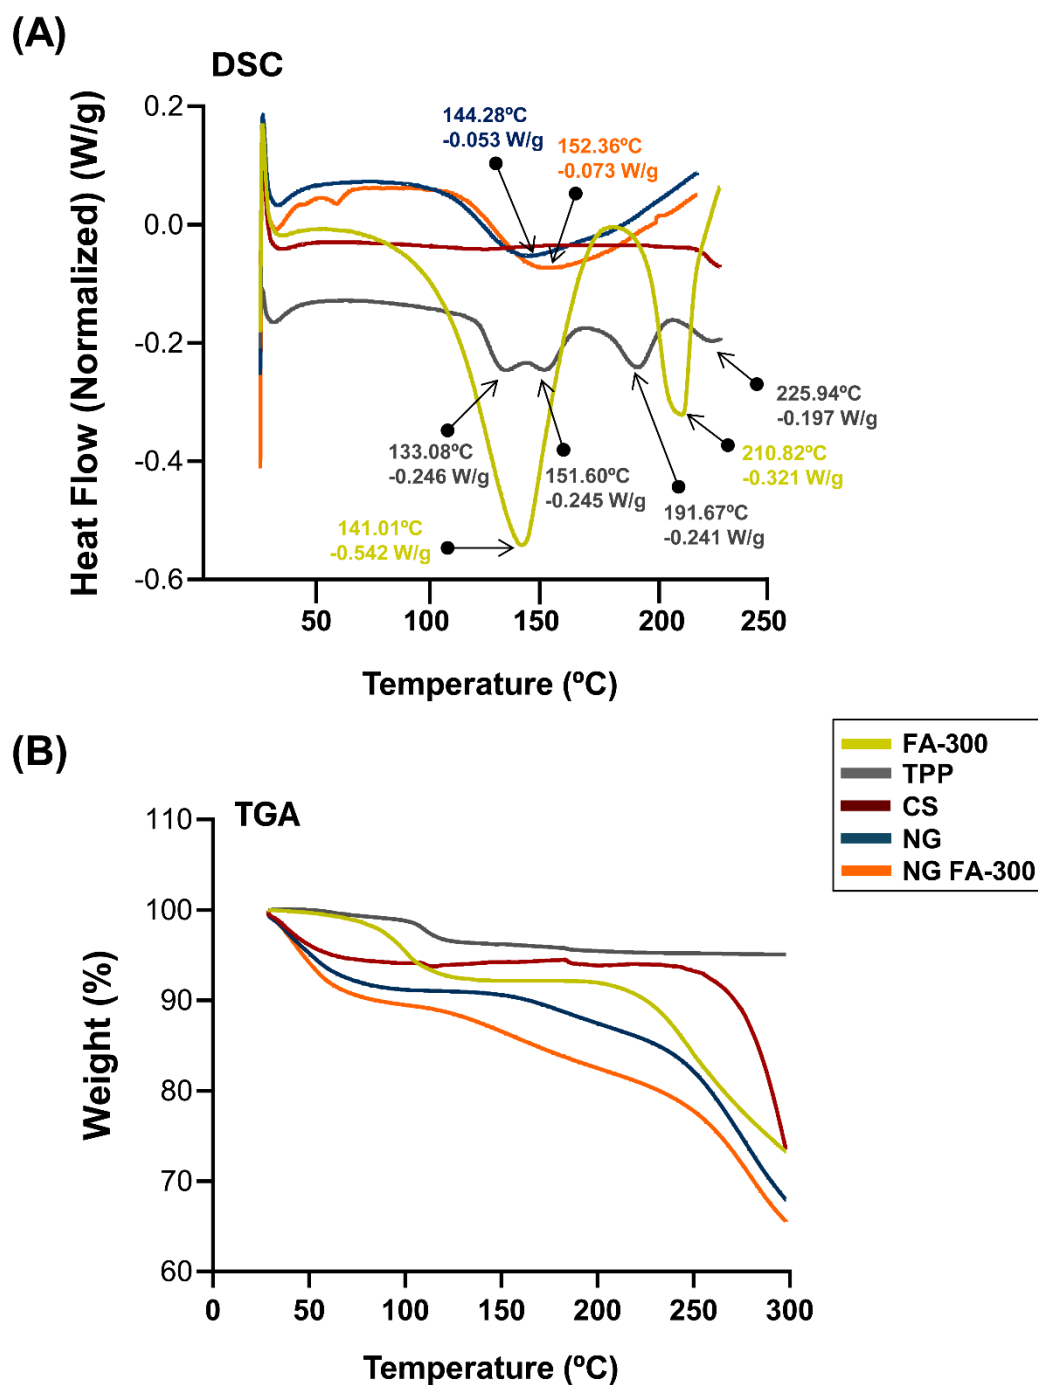 (A)
DSC
Heat Flow (Normalized) (W/g)
0.2
0.0
-0.2
-0.4
-0.6
144.28ºC
-0.053 W/g
152.36ºC
-0.073 W/g
133.08ºC
-0.246 W/g
151.60ºC
-0.245 W/g
141.01ºC
-0.542 W/g
191.67ºC
-0.241 W/g
210.82ºC
-0.321 W/g
225.94ºC
-0.197 W/g
50 100 150 200 250
Temperature (ºC)
(B)
FA-300
TPP
CS
NG
NG FA-300
TGA
Weight (%)
110
100
90
80
70
60
0 50 100 150 200 250 300
Temperature (ºC)